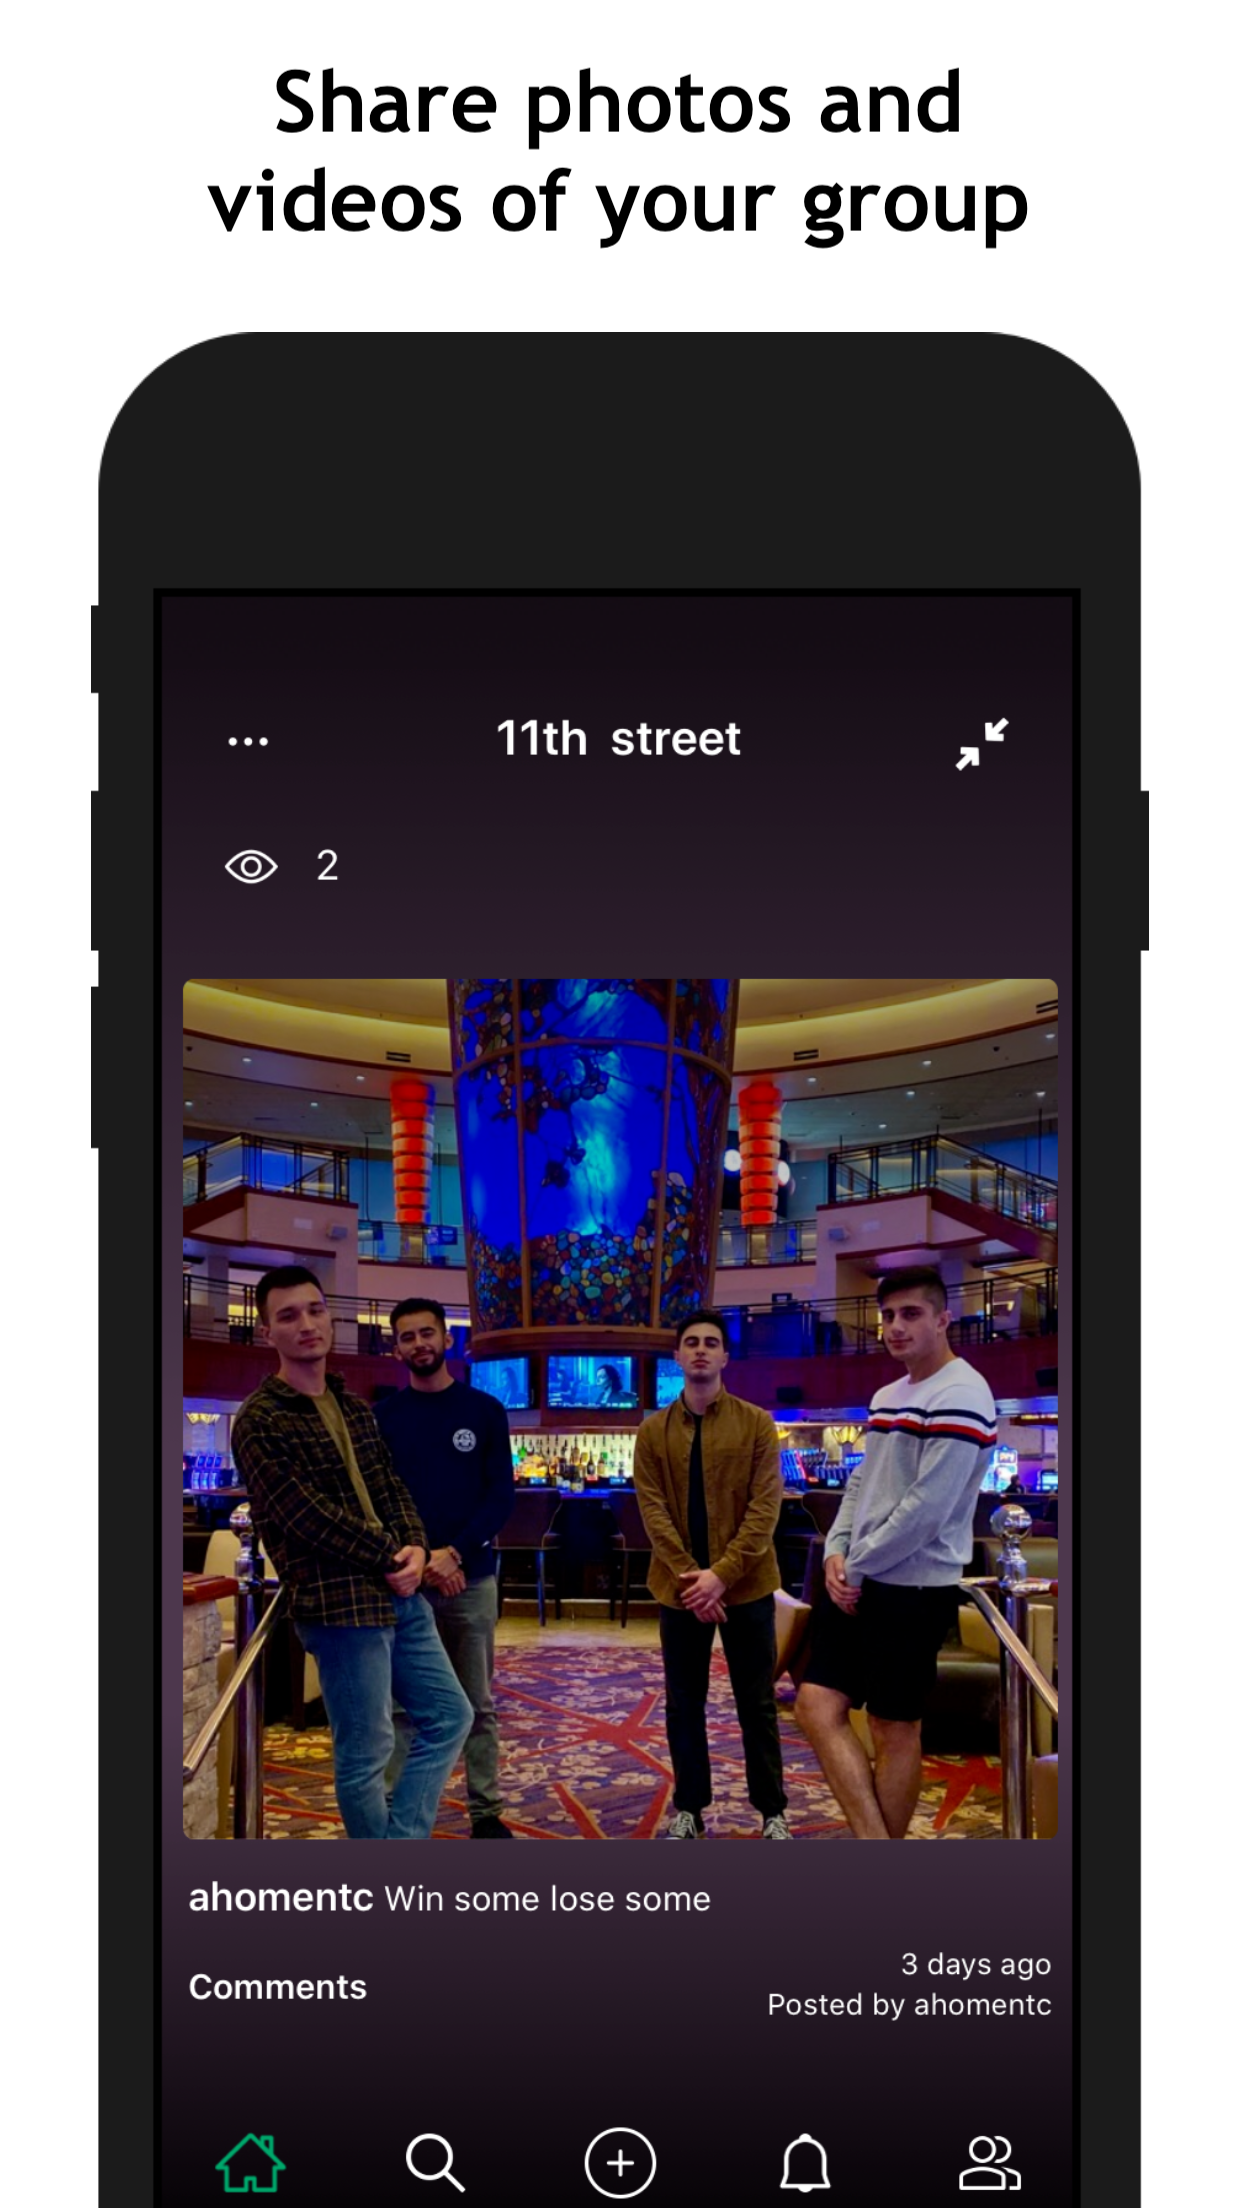 Share photos and
videos of your group
11th street
2
ahomentc Win some lose some
3 days ago
Comments
Posted by ahomentc